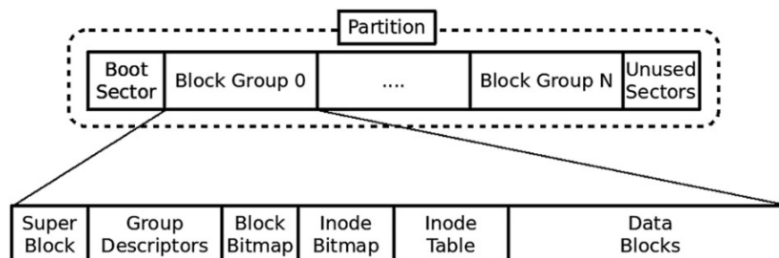 Partition
Boot
Sector
Block Group 0
....
Block Group N
Unused
Sectors
Super
Block
Group
Descriptors
Block
Bitmap
Inode
Bitmap
Inode
Table
Data
Blocks